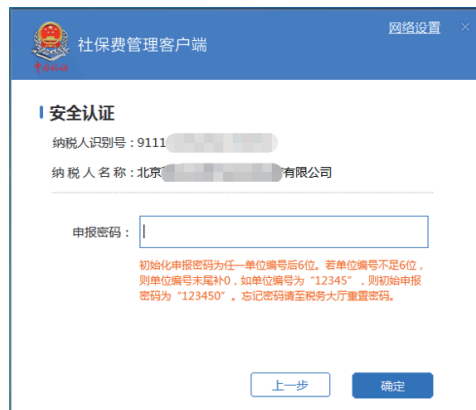 网络设置
社保费管理客户端
中国税务
安全认证
纳税人识别号：9111
纳税人名称：北京 有限公司
申报密码：
初始化申报密码为任一单位编号后6位。若单位编号不足6位，
则单位编号末尾补0，如单位编号为“12345”，则初始申报
密码为“123450”。忘记密码请至税务大厅重置密码。
上一步
确定